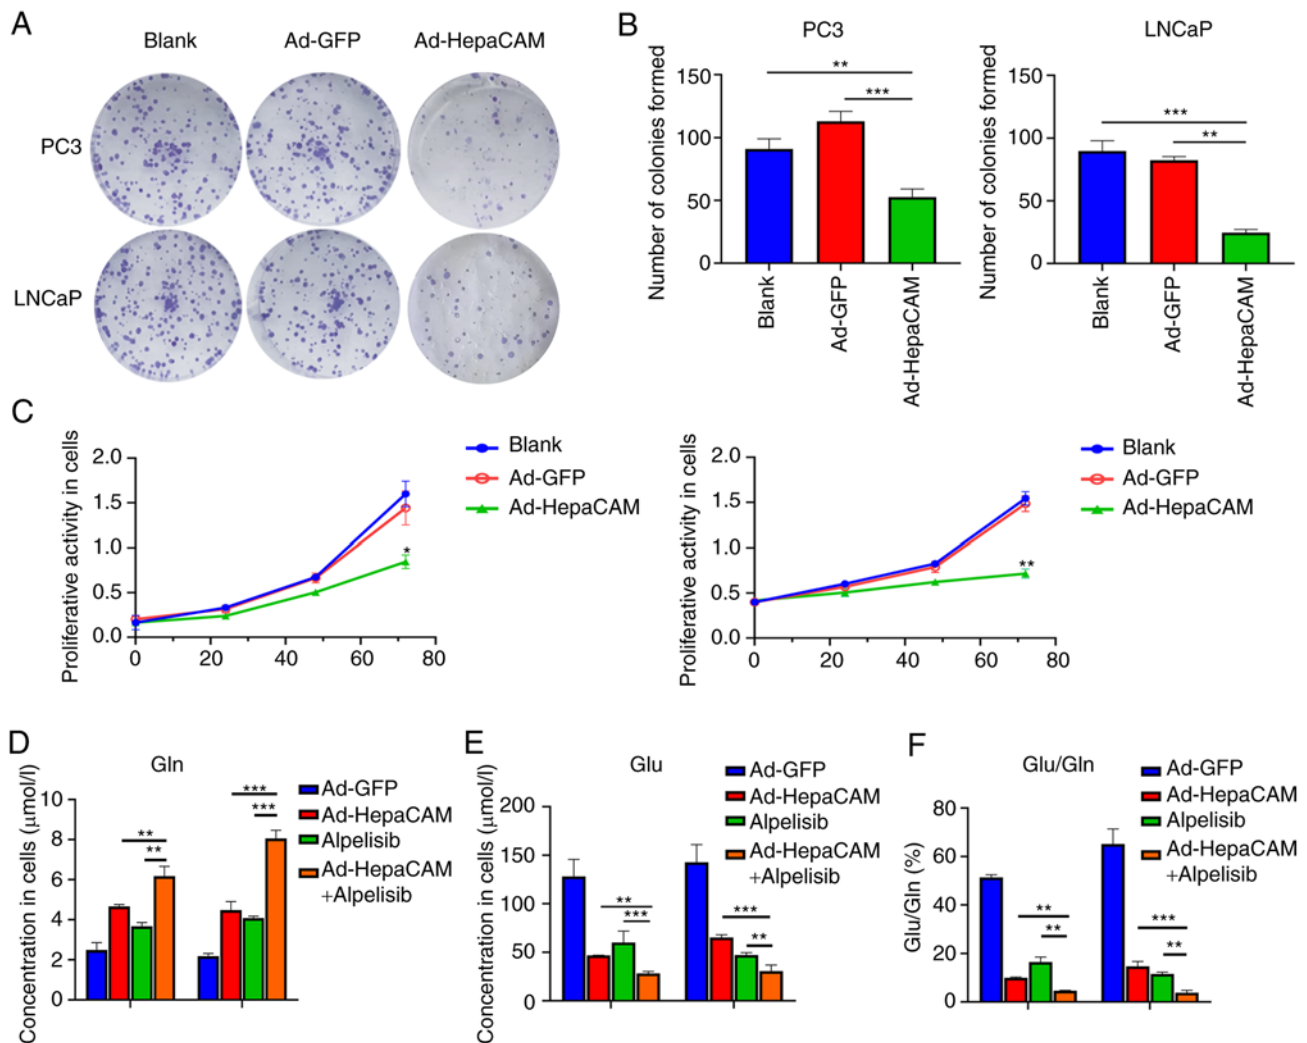 A
Blank
Ad-GFP
Ad-HepaCAM
PC3
LNCaP
B
PC3
Number of colonies formed
150
100
50
0
**
***
Blank
Ad-GFP
Ad-HepaCAM
LNCaP
Number of colonies formed
150
100
50
0
***
**
Blank
Ad-GFP
Ad-HepaCAM
C
Proliferative activity in cells
2.0
1.5
1.0
0.5
0.0
0
20
40
60
80
*
Blank
Ad-GFP
Ad-HepaCAM
Proliferative activity in cells
2.0
1.5
1.0
0.5
0.0
0
20
40
60
80
**
Blank
Ad-GFP
Ad-HepaCAM
D
Gln
Concentration in cells (μmol/l)
10
8
6
4
2
0
**
**
***
***
Ad-GFP
Ad-HepaCAM
Alpelisib
Ad-HepaCAM
+Alpelisib
E
Glu
Concentration in cells (μmol/l)
200
150
100
50
0
**
***
***
**
Ad-GFP
Ad-HepaCAM
Alpelisib
Ad-HepaCAM
+Alpelisib
F
Glu/Gln
Glu/Gln (%)
80
60
40
20
0
**
**
***
**
Ad-GFP
Ad-HepaCAM
Alpelisib
Ad-HepaCAM
+Alpelisib